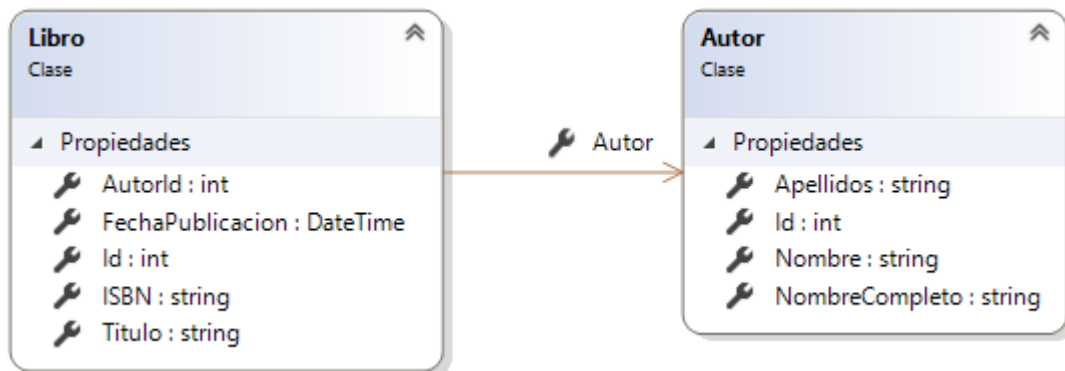 Libro
Clase
Propiedades
AutorId : int
FechaPublicacion : DateTime
Id : int
ISBN : string
Titulo : string
Autor
Autor
Clase
Propiedades
Apellidos : string
Id : int
Nombre : string
NombreCompleto : string